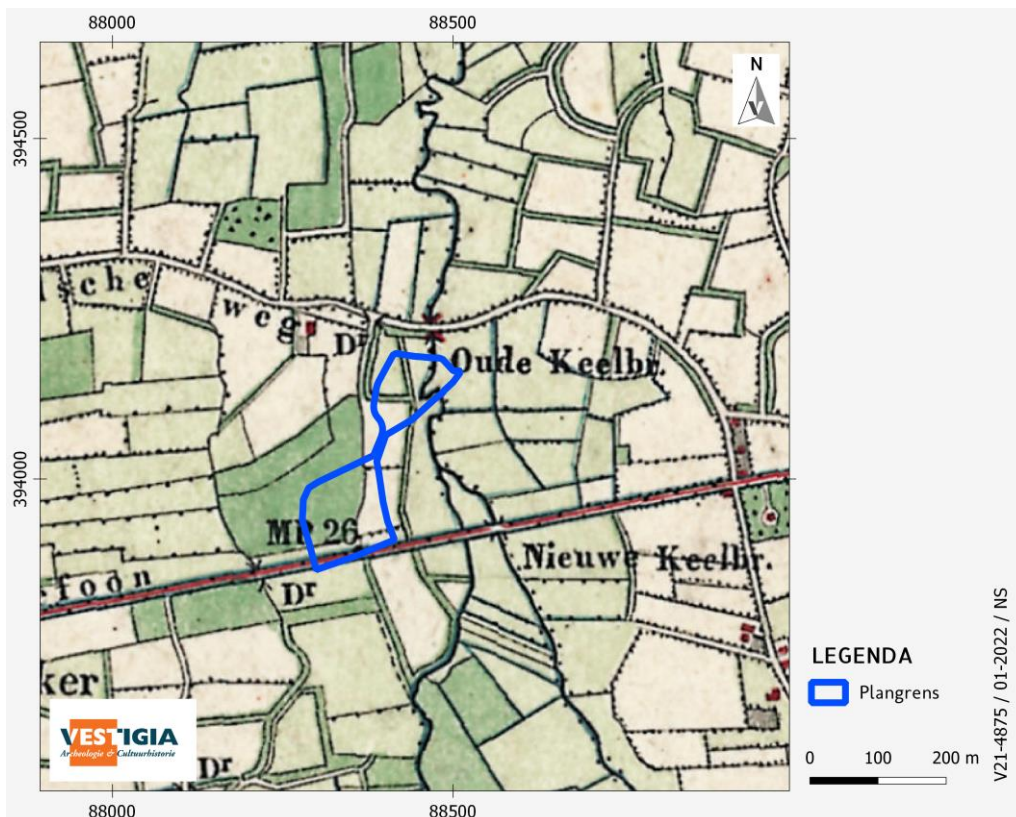 88000
88500
N
394500
lsche
weg
Dr
Oude Keelbr.
394000
MP. 26
Nieuwe Keelbr.
foon
Dr
ker
VESTIGIA
Archeologie & Cultuurhistorie
Dr
88000
88500
LEGENDA
Plangrens
0 100 200 m
V21-4875 / 01-2022 / NS